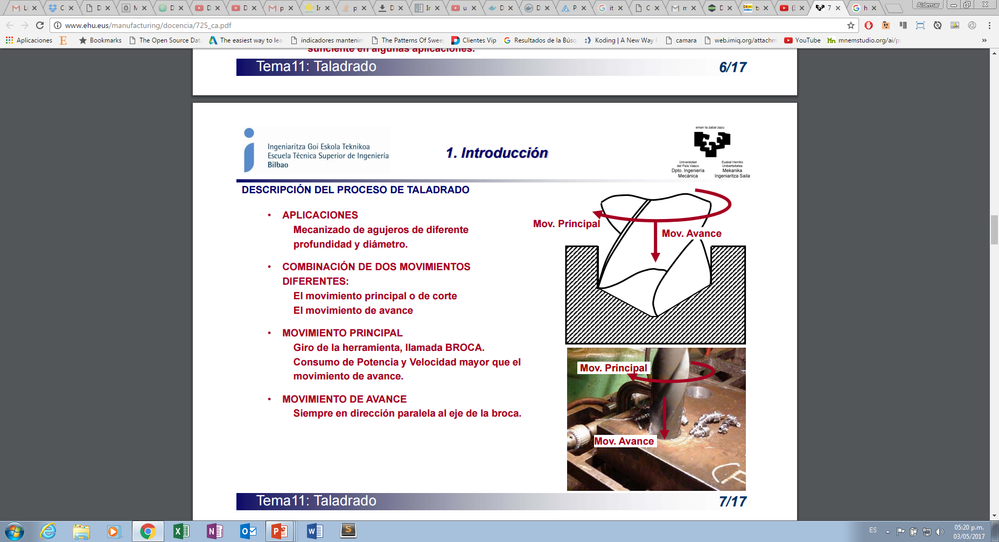 Li
C
D
M
D
D
D
p
In
p
D
In
u
D
D
P
it
C
m
D
ti
(3
7
h
Aldemar
www.ehu.eus/manufacturing/docencia/725_ca.pdf
Aplicaciones
Bookmarks
The Open Source Dat
The easiest way to lea
indicadores mantenim
The Patterns Of Sweep
Clientes Vip
Resultados de la Búsq
Koding | A New Way F
camara
web.imiq.org/attachm
YouTube
mnemstudio.org/ai/ps
»
suficiente en algunas aplicaciones.
Tema11: Taladrado
6/17
Ingeniaritza Goi Eskola Teknikoa
Escuela Técnica Superior de Ingeniería
Bilbao
1. Introducción
eman ta zabal zazu
Universidad
del País Vasco
Dpto. Ingeniería
Mecánica
Euskal Herriko
Unibertsitatea
Mekanika
Ingeniaritza Saila
DESCRIPCIÓN DEL PROCESO DE TALADRADO
• APLICACIONES
Mecanizado de agujeros de diferente
profundidad y diámetro.
• COMBINACIÓN DE DOS MOVIMIENTOS
DIFERENTES:
El movimiento principal o de corte
El movimiento de avance
• MOVIMIENTO PRINCIPAL
Giro de la herramienta, llamada BROCA.
Consumo de Potencia y Velocidad mayor que el
movimiento de avance.
• MOVIMIENTO DE AVANCE
Siempre en dirección paralela al eje de la broca.
Mov. Principal
Mov. Avance
Mov. Principal
Mov. Avance
Tema11: Taladrado
7/17
ES
05:20 p.m.
03/05/2017